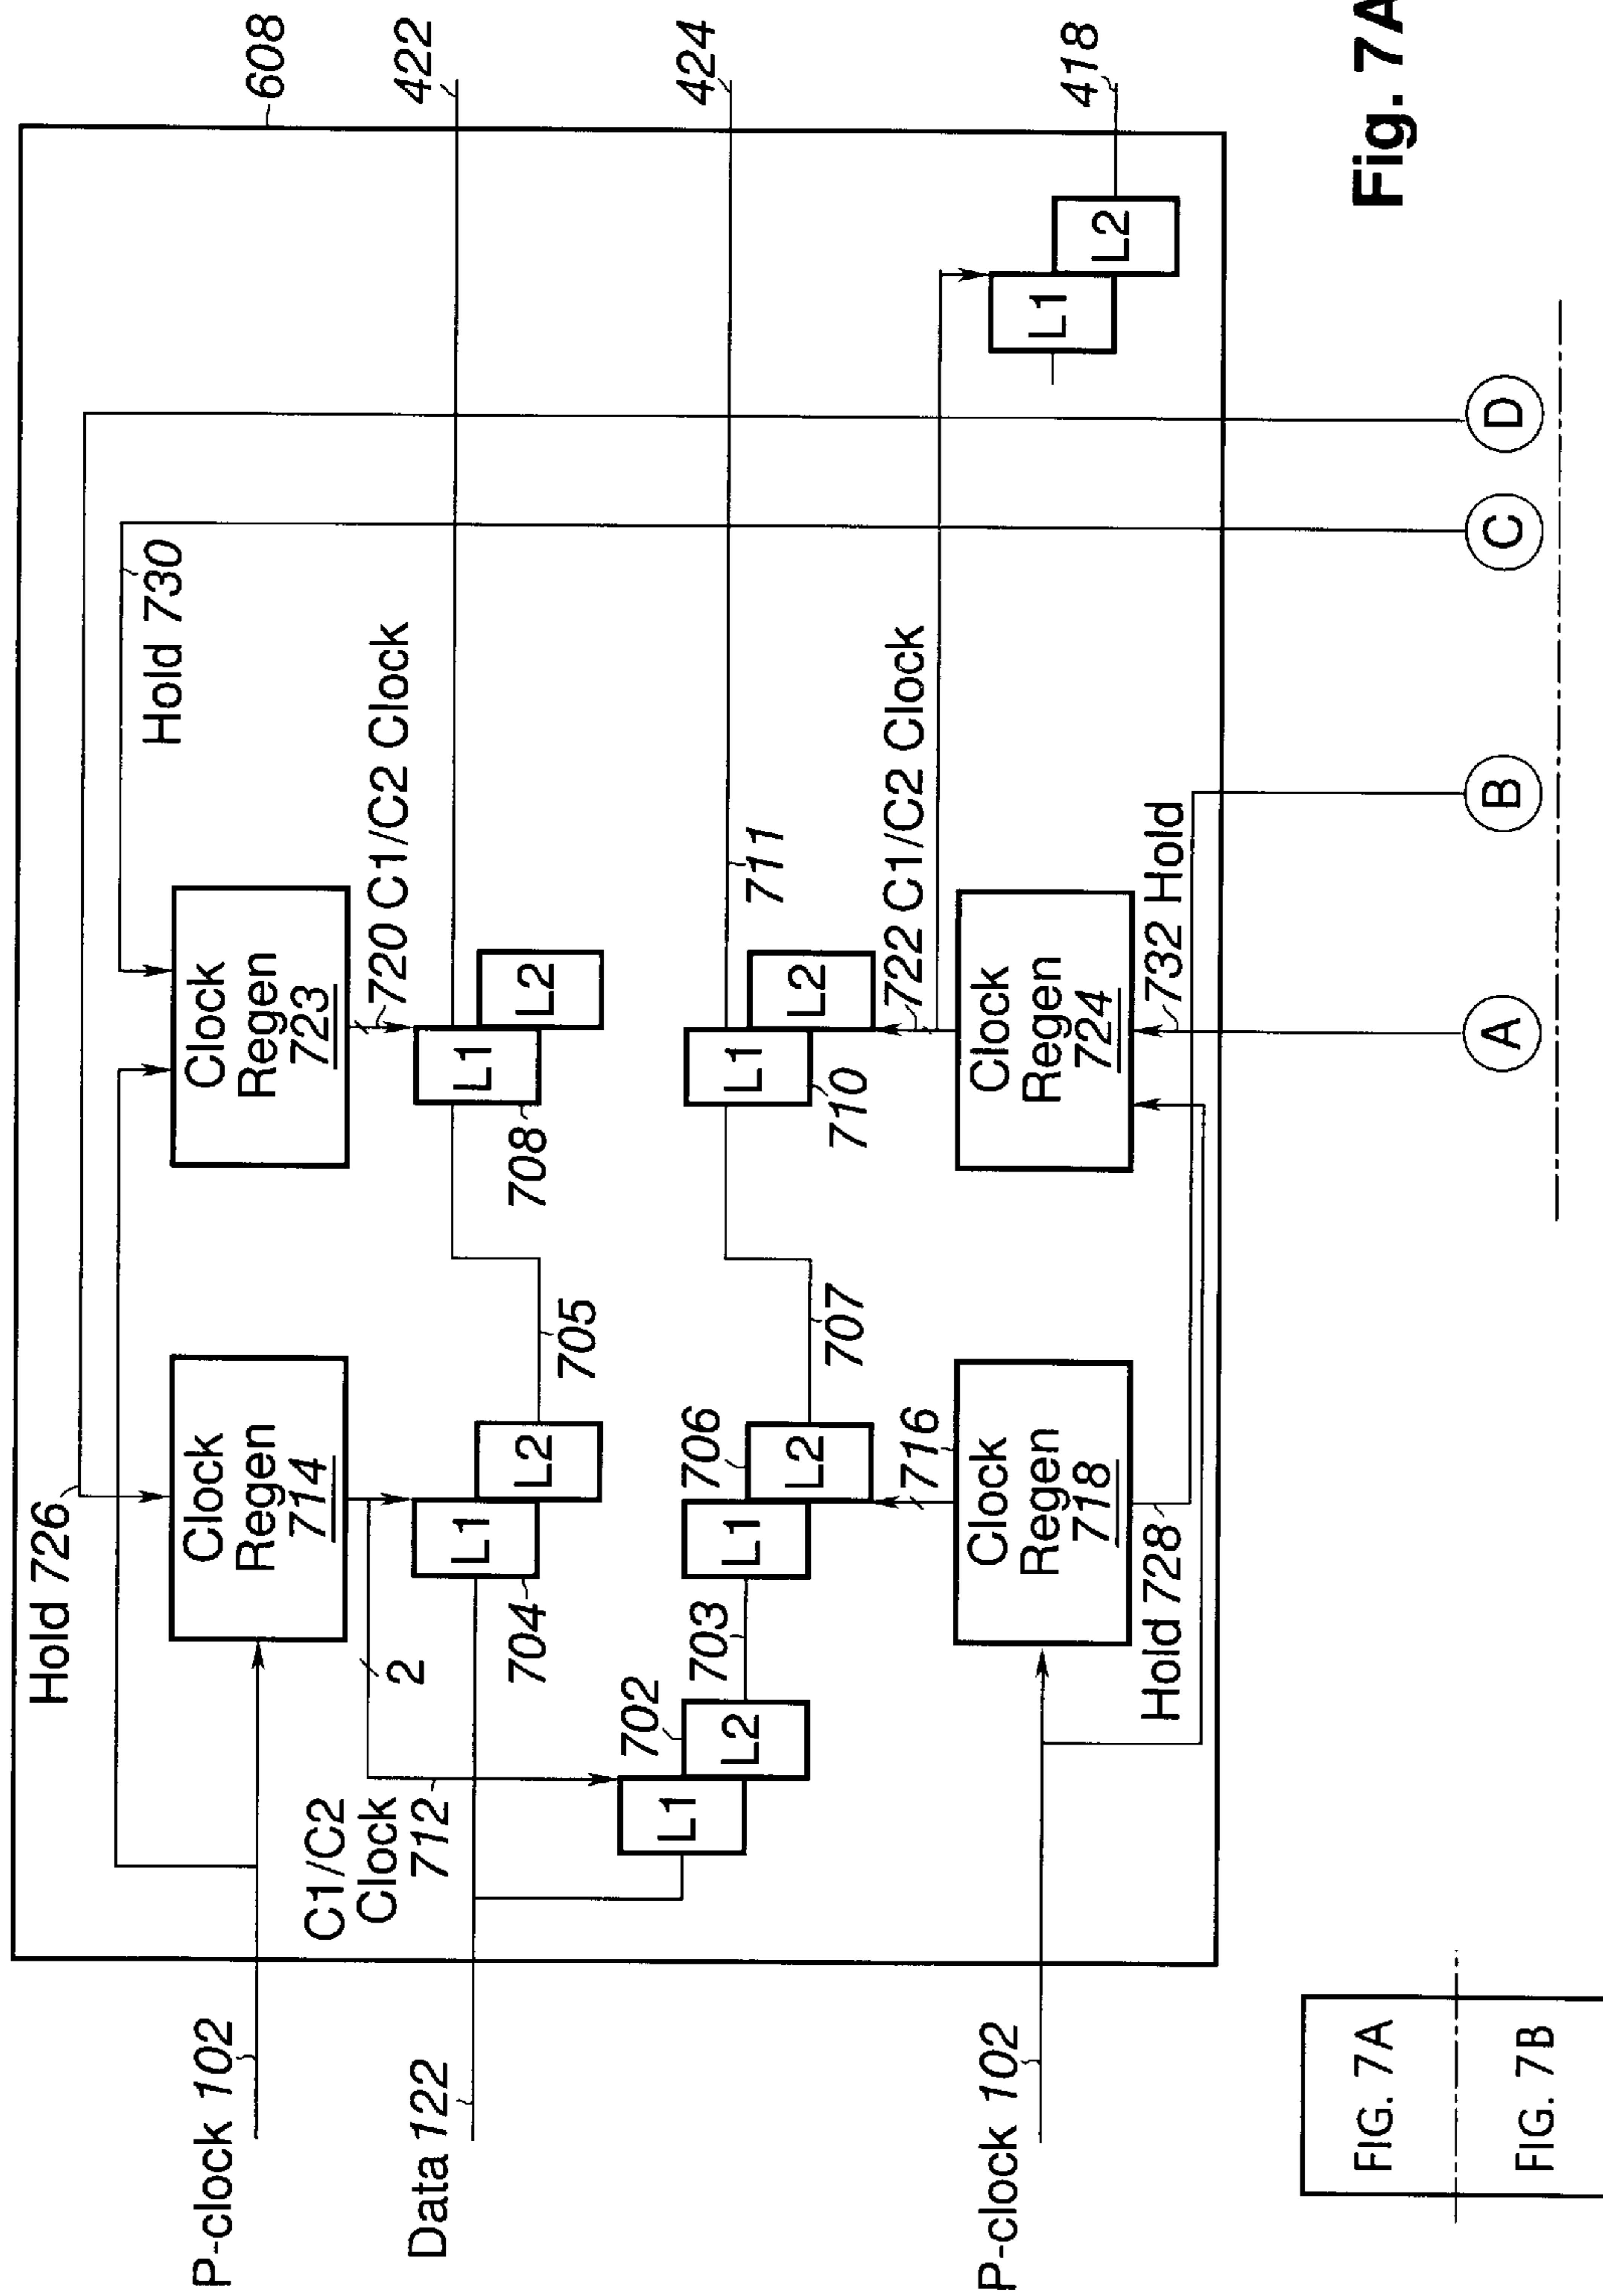 Hold 726
Hold 730
608
P-clock 102
Clock
Regen
714
Clock
Regen
723
C1/C2
Clock
712
2
720 C1/C2 Clock
422
Data 122
L1
L2
704
705
L1
L2
708
702
L1
L2
703
706
L1
L2
707
L1
L2
710
711
424
716
722 C1/C2 Clock
L1
L2
418
P-clock 102
Clock
Regen
718
Clock
Regen
724
Hold 728
732 Hold
A
B
C
D
FIG. 7A
FIG. 7B
Fig. 7A